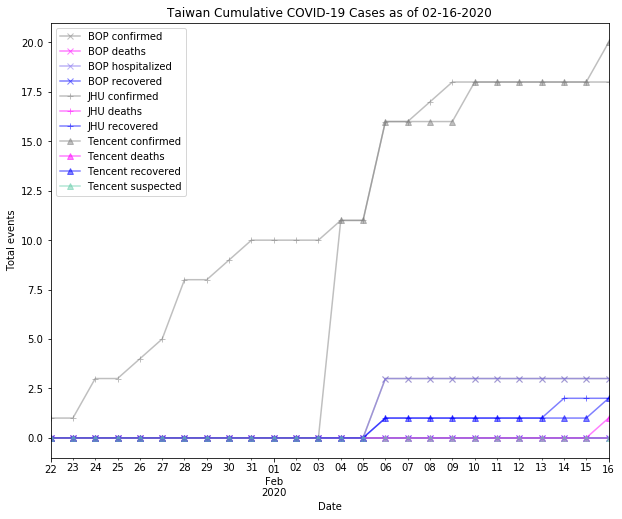 Taiwan Cumulative COVID-19 Cases as of 02-16-2020
20.0
17.5
15.0
12.5
10.0
7.5
5.0
2.5
0.0
Total events
BOP confirmed
BOP deaths
BOP hospitalized
BOP recovered
JHU confirmed
JHU deaths
JHU recovered
Tencent confirmed
Tencent deaths
Tencent recovered
Tencent suspected
22 23 24 25 26 27 28 29 30 31 01 02 03 04 05 06 07 08 09 10 11 12 13 14 15 16
Feb
2020
Date